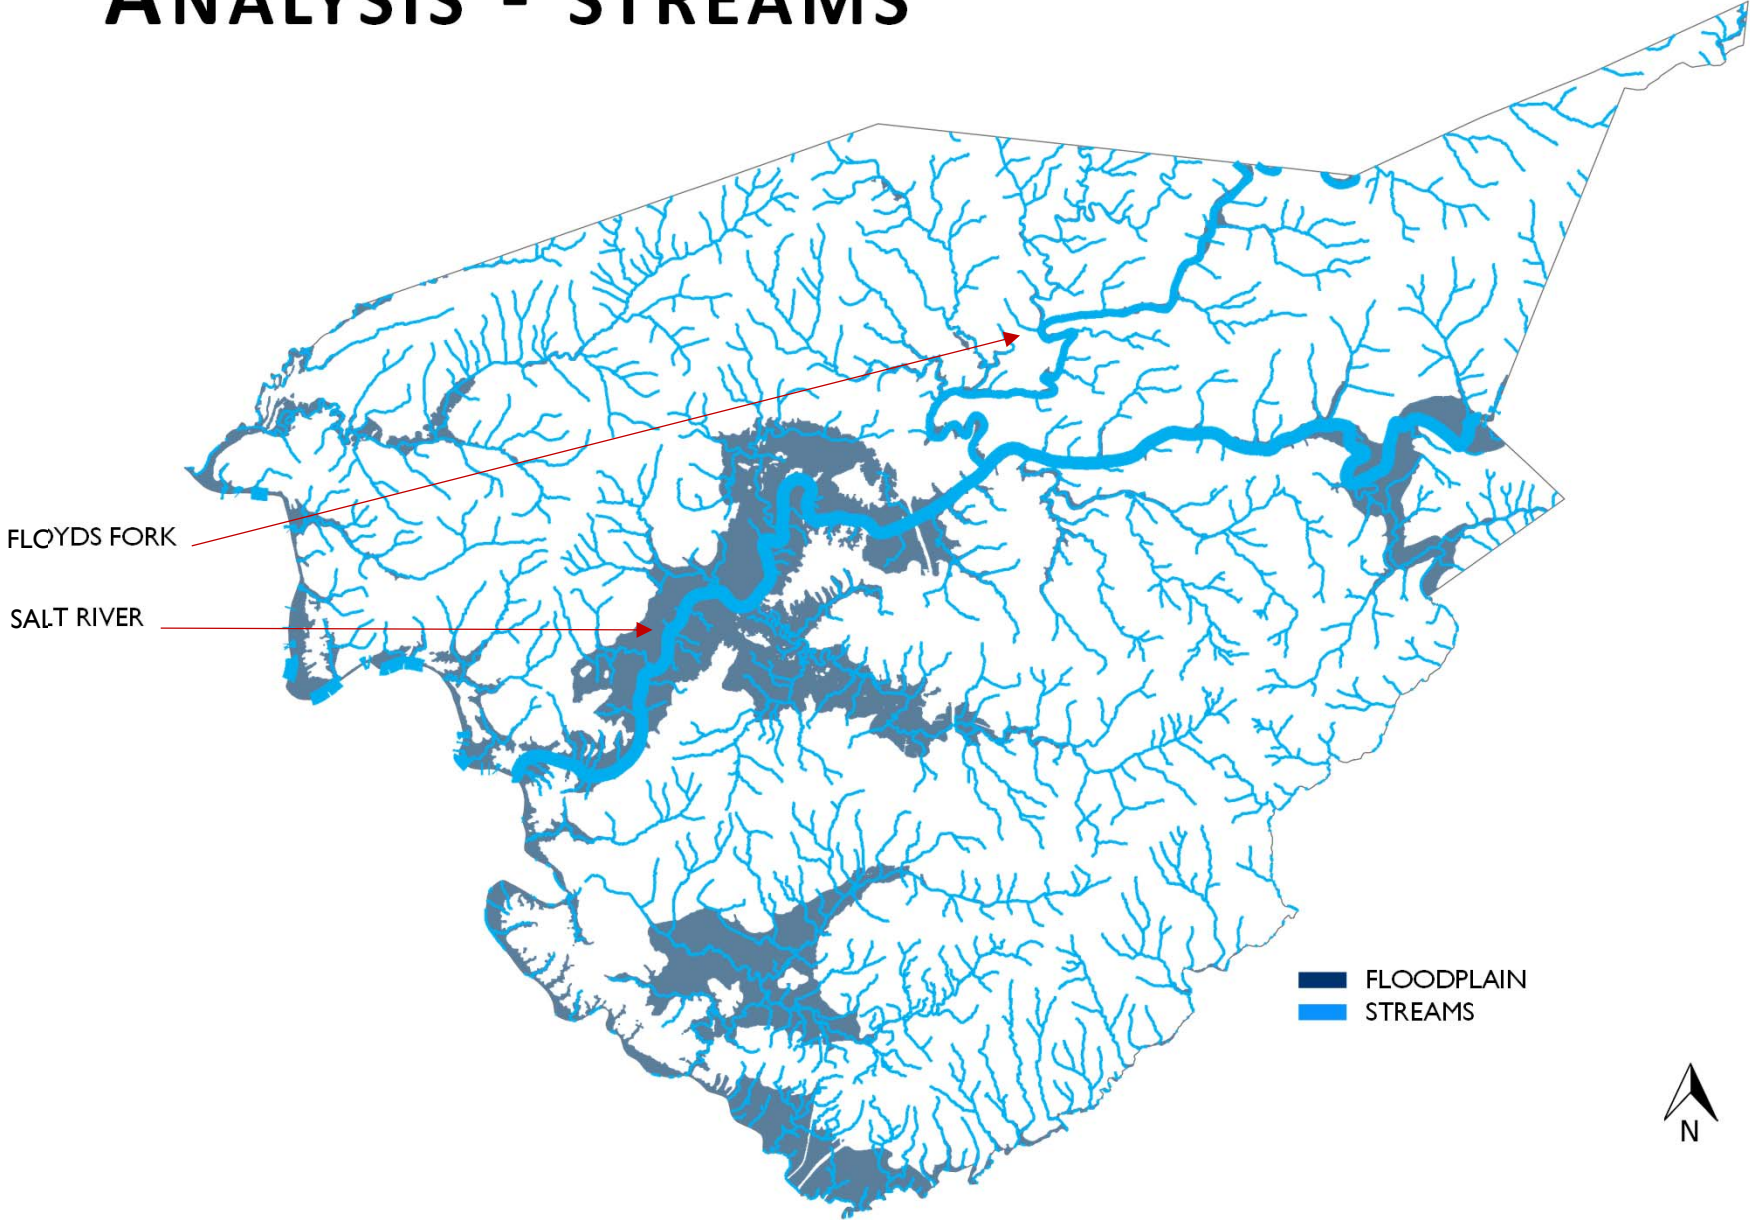 ANALYSIS - STREAMS
FLOYDS FORK
SALT RIVER
FLOODPLAIN
STREAMS
N